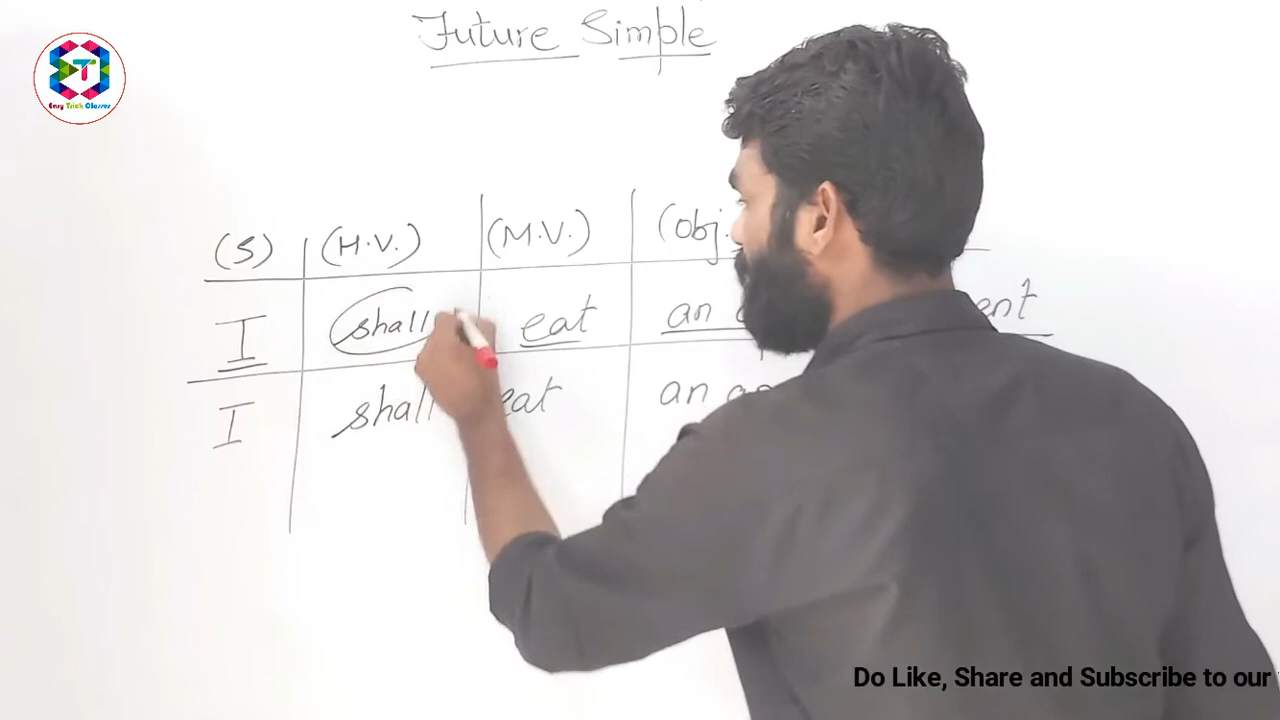 Future Simple
Easy Trick Classes
(S) (H.V.) (M.V.) (Obj.
I shall eat an
I shall eat an
Do Like, Share and Subscribe to our